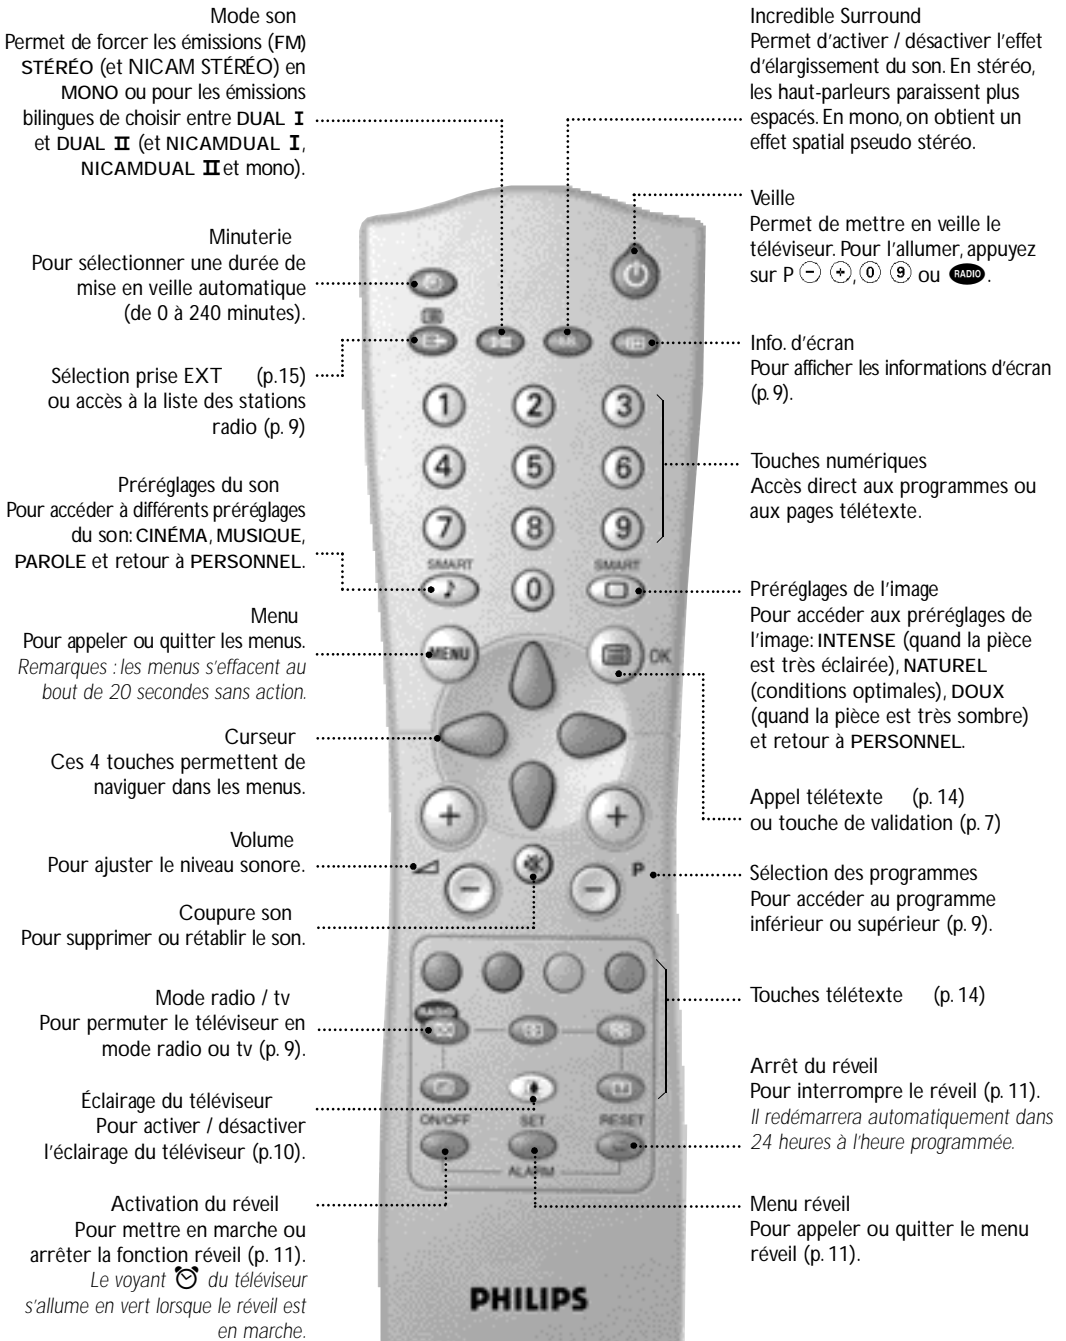 Mode son
Permet de forcer les émissions (FM)
STÉRÉO (et NICAM STÉRÉO) en
MONO ou pour les émissions
bilingues de choisir entre DUAL I
et DUAL II (et NICAMDUAL I,
NICAMDUAL II et mono).
Minuterie
Pour sélectionner une durée de
mise en veille automatique
(de 0 à 240 minutes).
Sélection prise EXT (p.15)
ou accès à la liste des stations
radio (p. 9)
Préréglages du son
Pour accéder à différents préréglages
du son: CINÉMA, MUSIQUE,
PAROLE et retour à PERSONNEL.
Menu
Pour appeler ou quitter les menus.
Remarques : les menus s'effacent au
bout de 20 secondes sans action.
Curseur
Ces 4 touches permettent de
naviguer dans les menus.
Volume
Pour ajuster le niveau sonore.
Coupure son
Pour supprimer ou rétablir le son.
Mode radio / tv
Pour permuter le téléviseur en
mode radio ou tv (p. 9).
Éclairage du téléviseur
Pour activer / désactiver
l'éclairage du téléviseur (p.10).
Activation du réveil
Pour mettre en marche ou
arrêter la fonction réveil (p. 11).
Le voyant du téléviseur
s'allume en vert lorsque le réveil est
en marche.
1 2 3
4 5 6
7 8 9
SMART SMART
0
MENU OK
+ +
P
- -
RADIO
ON/OFF SET RESET
ALARM
PHILIPS
Incredible Surround
Permet d'activer / désactiver l'effet
d'élargissement du son. En stéréo,
les haut-parleurs paraissent plus
espacés. En mono, on obtient un
effet spatial pseudo stéréo.
Veille
Permet de mettre en veille le
téléviseur. Pour l'allumer, appuyez
sur P - +, 0 9 ou RADIO.
Info. d'écran
Pour afficher les informations d'écran
(p. 9).
Touches numériques
Accès direct aux programmes ou
aux pages télétexte.
Préréglages de l'image
Pour accéder aux préréglages de
l'image: INTENSE (quand la pièce
est très éclairée), NATUREL
(conditions optimales), DOUX
(quand la pièce est très sombre)
et retour à PERSONNEL.
Appel télétexte (p. 14)
ou touche de validation (p. 7)
Sélection des programmes
Pour accéder au programme
inférieur ou supérieur (p. 9).
Touches télétexte (p. 14)
Arrêt du réveil
Pour interrompre le réveil (p. 11).
Il redémarrera automatiquement dans
24 heures à l'heure programmée.
Menu réveil
Pour appeler ou quitter le menu
réveil (p. 11).